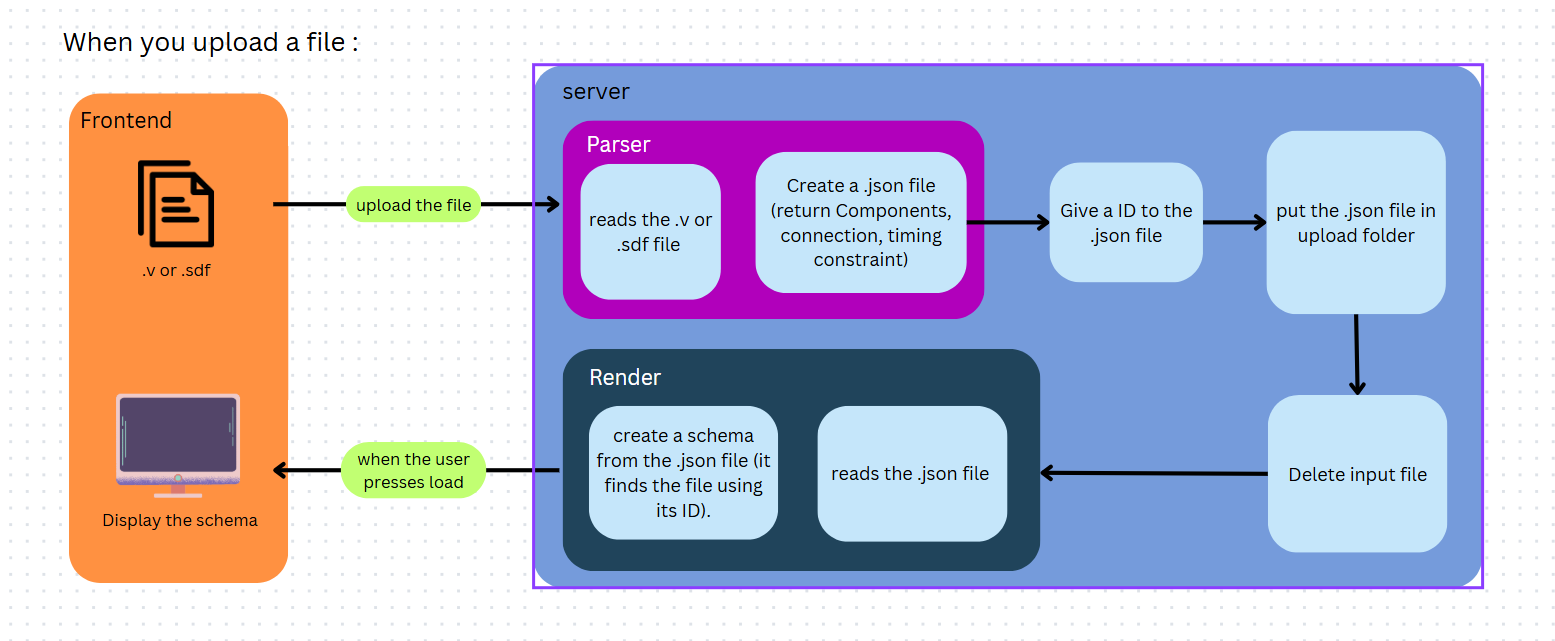 When you upload a file :
server
Frontend
Parser
.v or .sdf
upload the file
reads the .v or
.sdf file
Create a .json file
(return Components,
connection, timing
constraint)
Give a ID to the
.json file
put the .json file in
upload folder
Delete input file
Render
reads the .json file
create a schema
from the .json file (it
finds the file using
its ID).
when the user
presses load
Display the schema